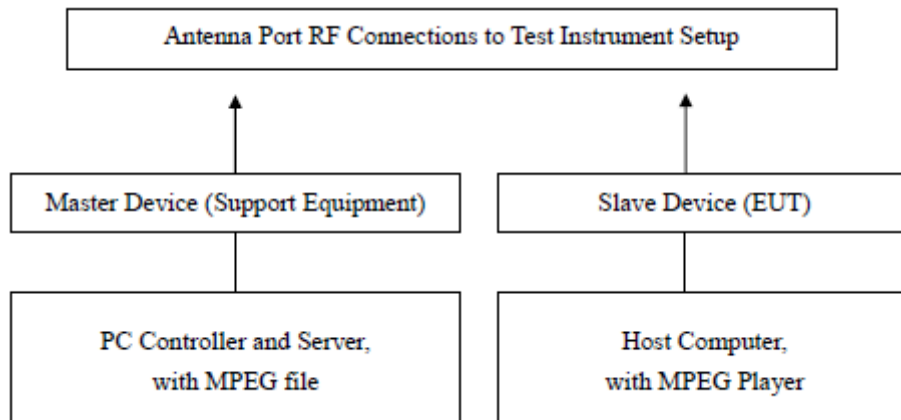 Antenna Port RF Connections to Test Instrument Setup
Master Device (Support Equipment)
Slave Device (EUT)
PC Controller and Server,
with MPEG file
Host Computer,
with MPEG Player